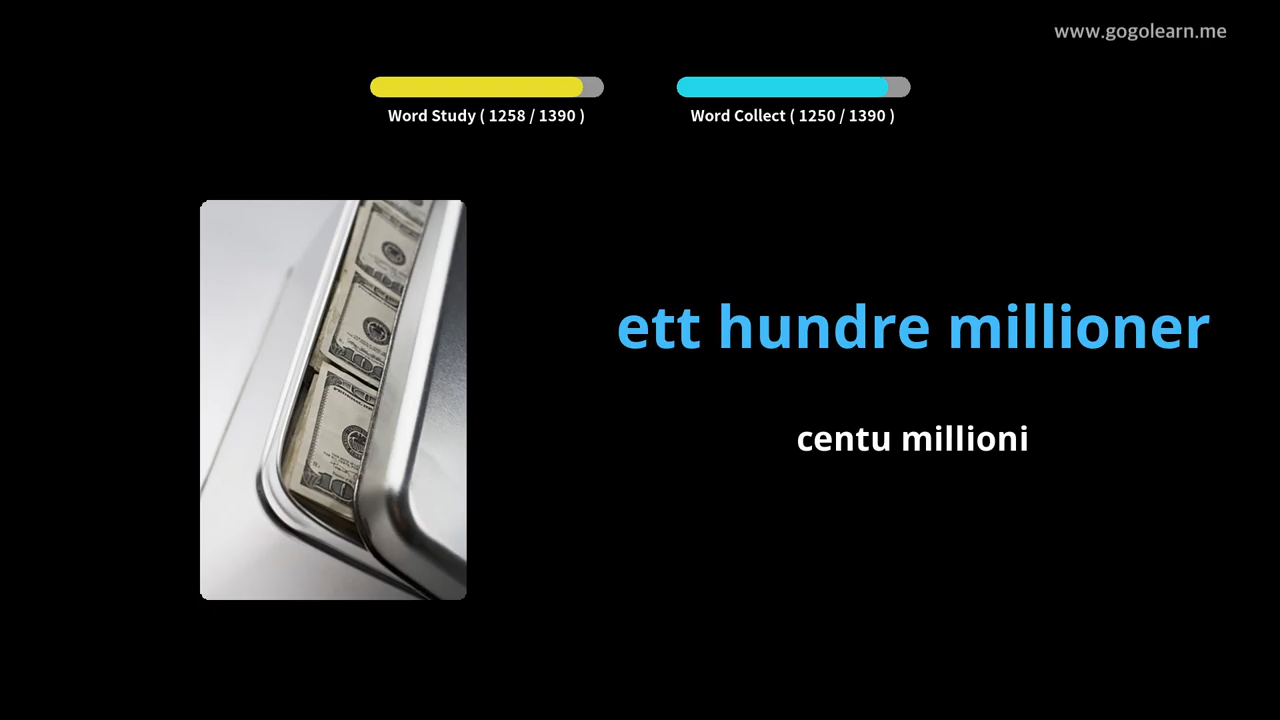 www.gogolearn.me
Word Study ( 1258 / 1390 )
Word Collect ( 1250 / 1390 )
ett hundre millioner
centu millioni